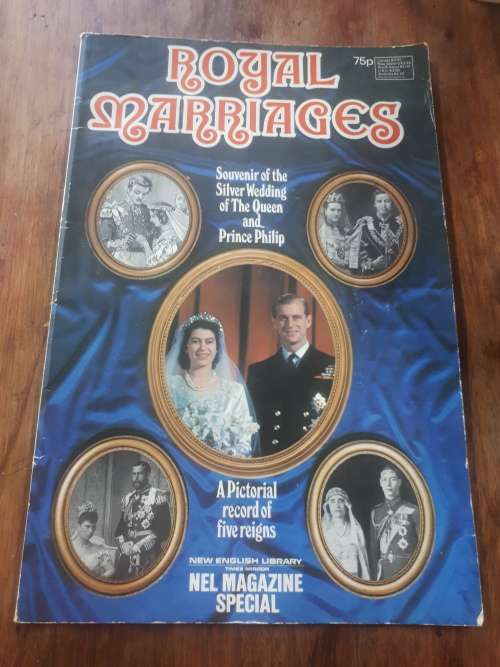 ROYAL
75p
MARRIAGES
Souvenir of the
Silver Wedding
of The Queen
and
Prince Philip
A Pictorial
record of
five reigns
NEW ENGLISH LIBRARY
TIMES MIRROR
NEL MAGAZINE
SPECIAL